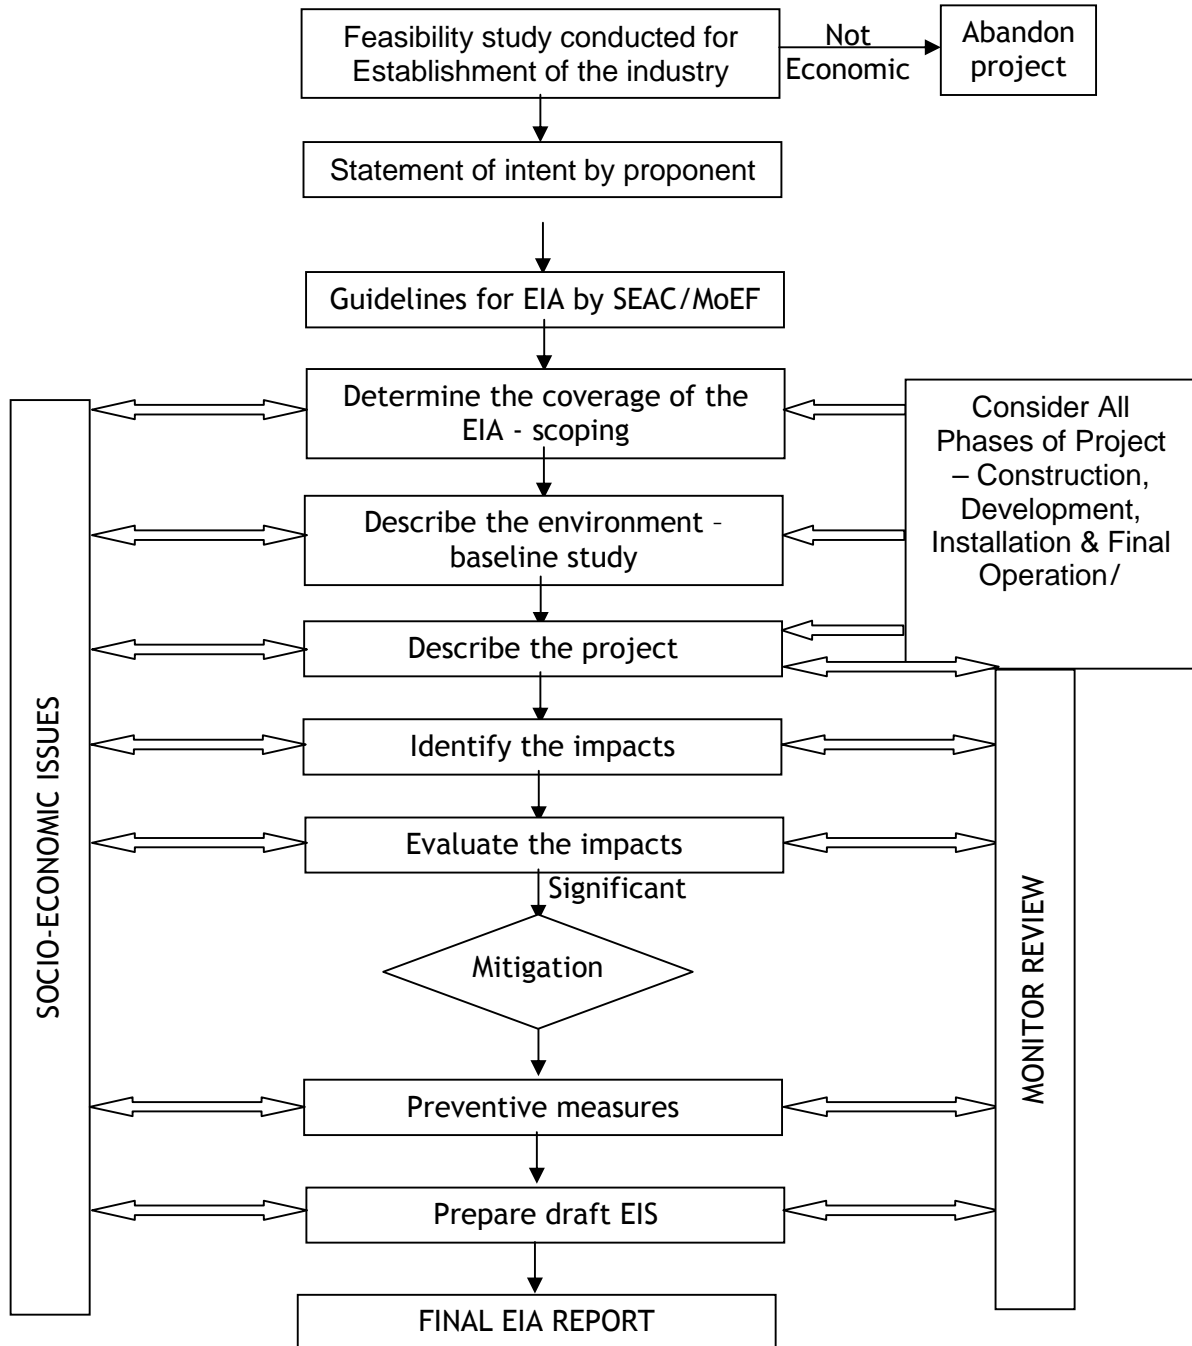 Feasibility study conducted for
Establishment of the industry
Not
Economic
Abandon
project
Statement of intent by proponent
Guidelines for EIA by SEAC/MoEF
Determine the coverage of the
EIA - scoping
Consider All
Phases of Project
– Construction,
Development,
Installation & Final
Operation/
Describe the environment –
baseline study
Describe the project
Identify the impacts
Evaluate the impacts
Significant
Mitigation
Preventive measures
Prepare draft EIS
FINAL EIA REPORT
SOCIO-ECONOMIC ISSUES
MONITOR REVIEW